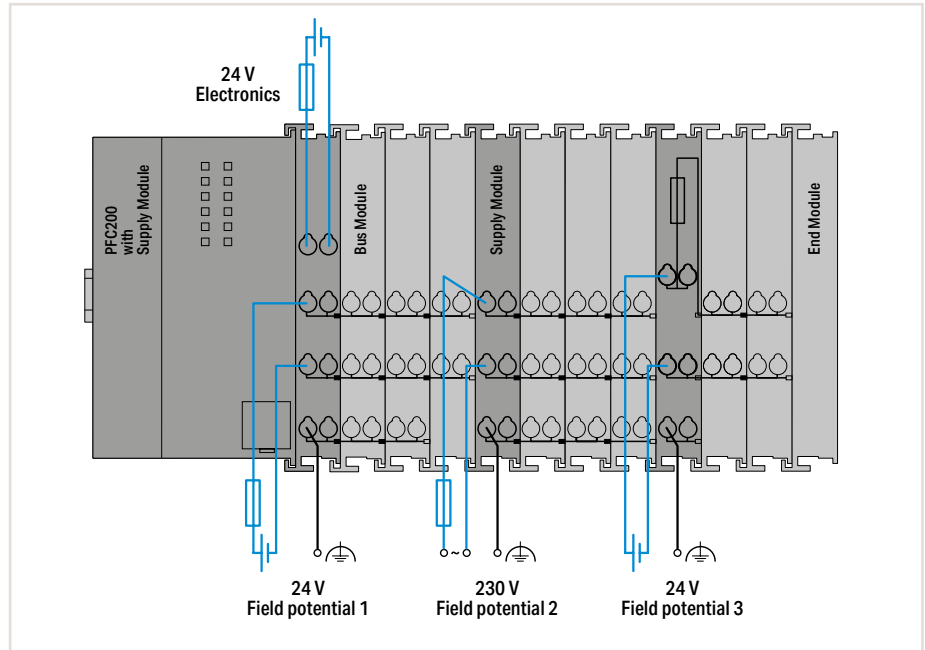 24 V
Electronics
PFC200
with
Supply Module
Bus Module
Supply Module
End Module
~
24 V
Field potential 1
230 V
Field potential 2
24 V
Field potential 3